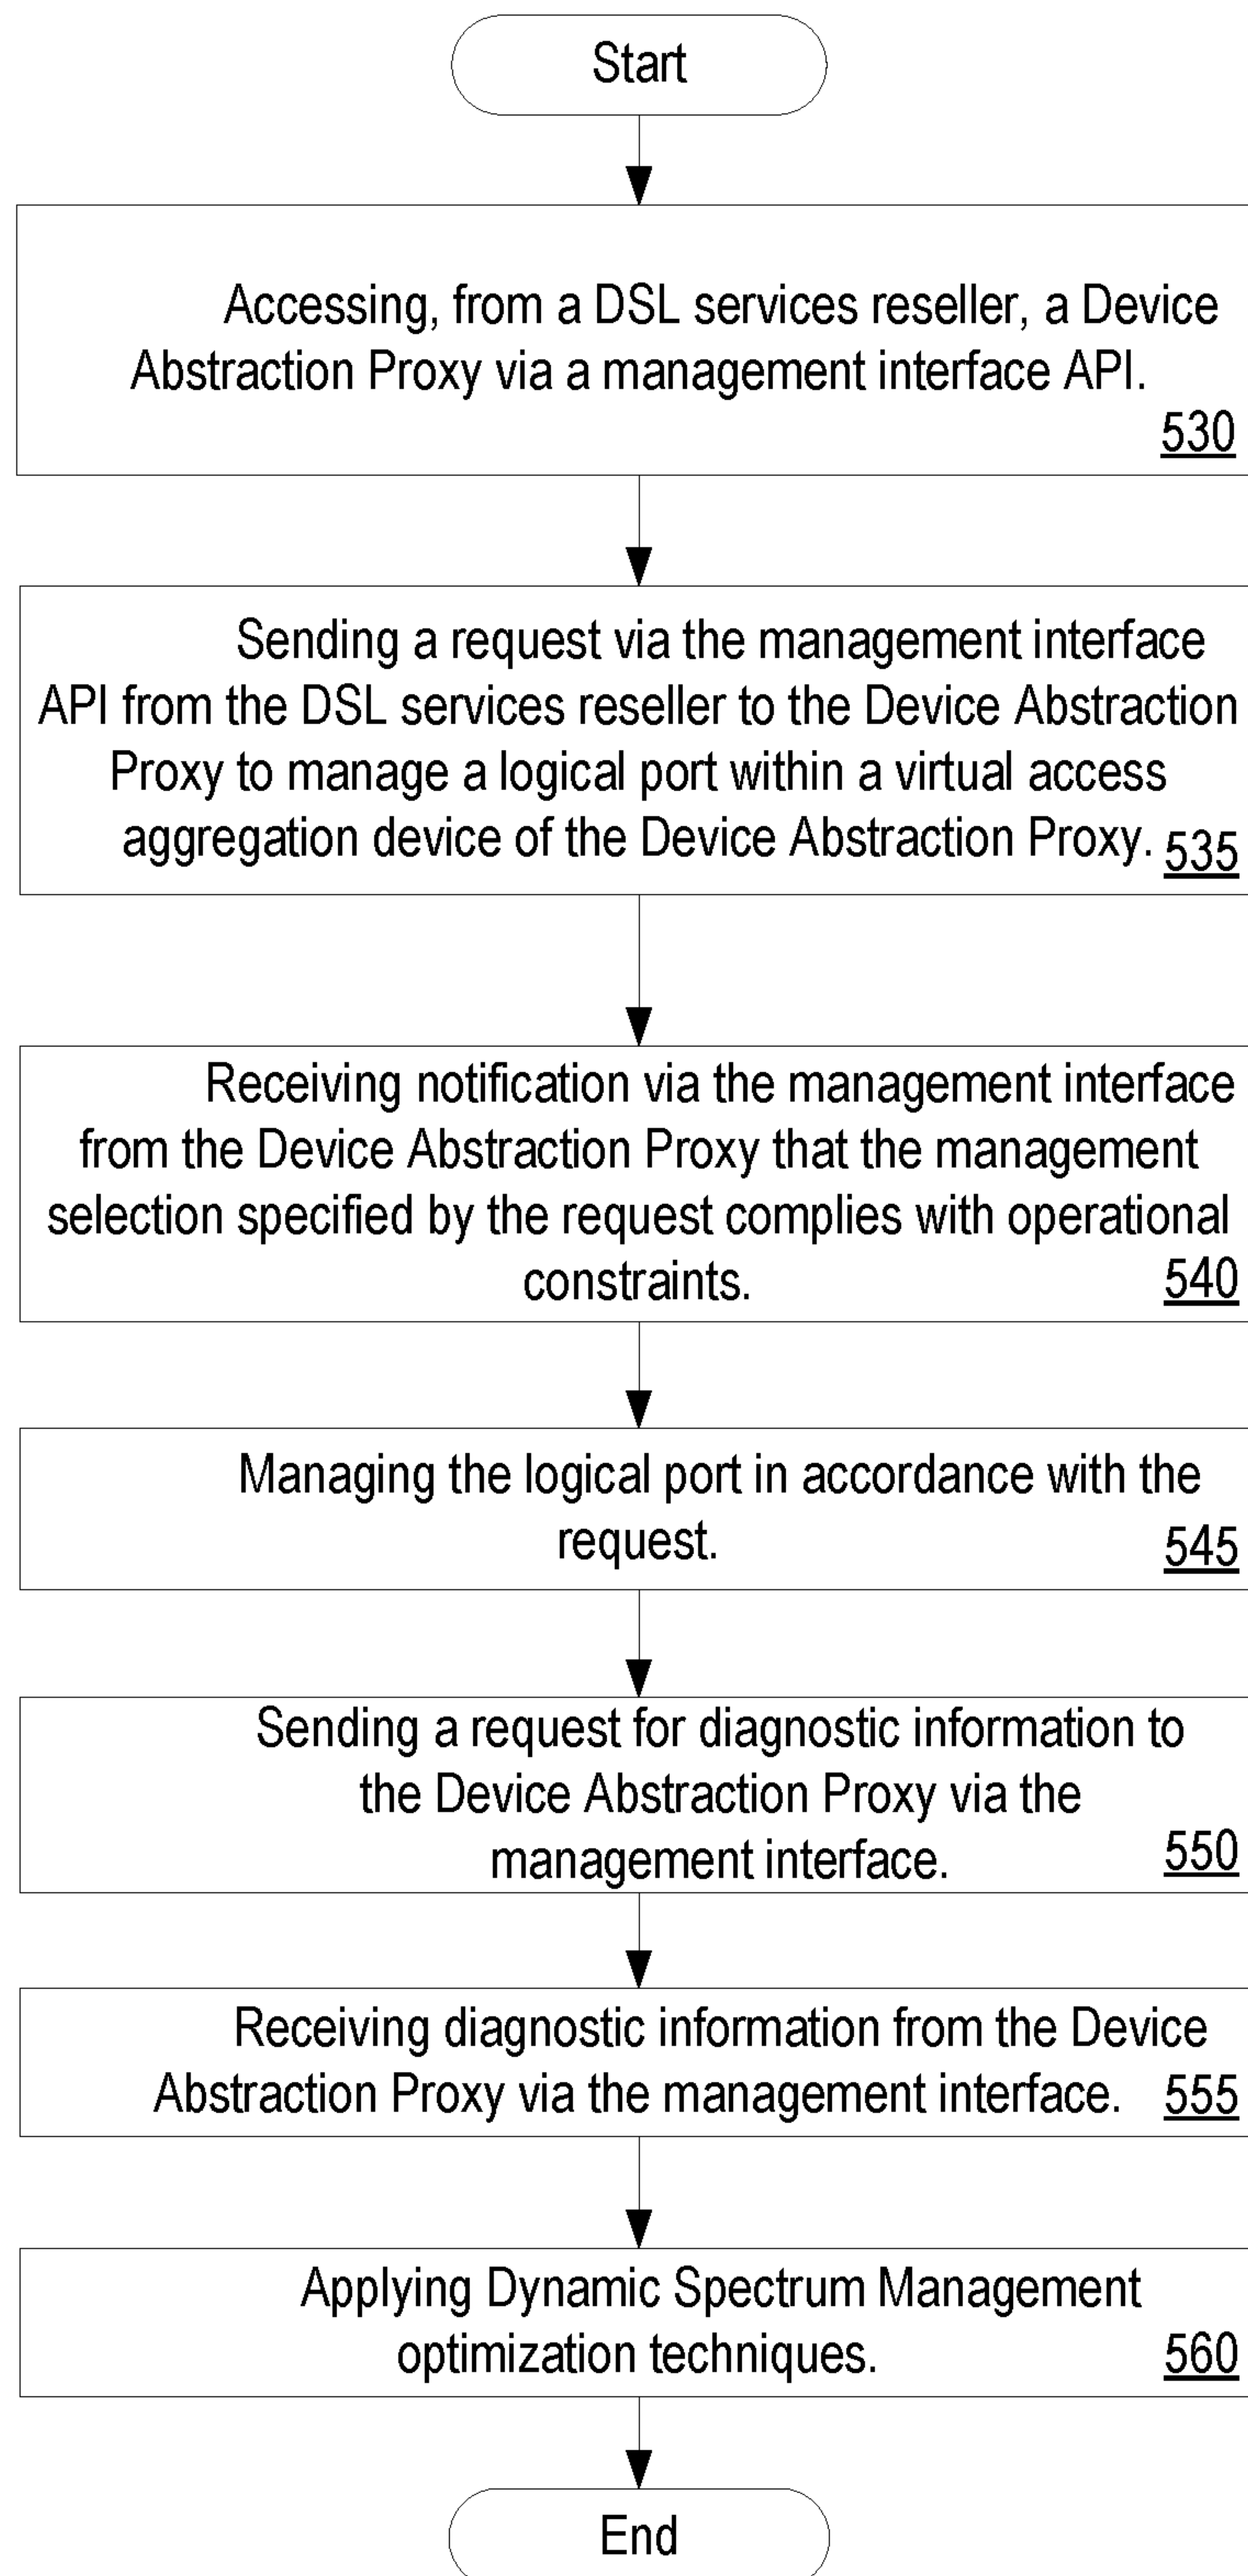 Start
Accessing, from a DSL services reseller, a Device
Abstraction Proxy via a management interface API.
530
Sending a request via the management interface
API from the DSL services reseller to the Device Abstraction
Proxy to manage a logical port within a virtual access
aggregation device of the Device Abstraction Proxy. 535
Receiving notification via the management interface
from the Device Abstraction Proxy that the management
selection specified by the request complies with operational
constraints. 540
Managing the logical port in accordance with the
request. 545
Sending a request for diagnostic information to
the Device Abstraction Proxy via the
management interface. 550
Receiving diagnostic information from the Device
Abstraction Proxy via the management interface. 555
Applying Dynamic Spectrum Management
optimization techniques. 560
End